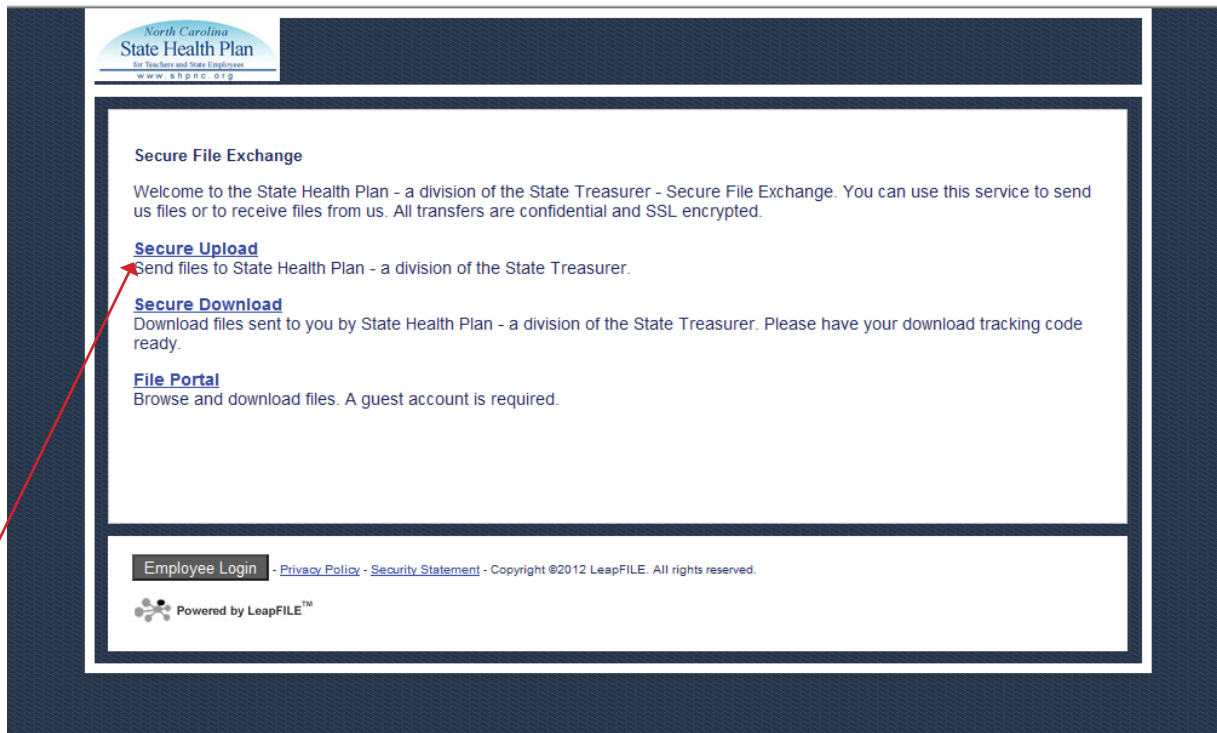 North Carolina
State Health Plan
for Teachers and State Employees
www.shpnc.org
Secure File Exchange
Welcome to the State Health Plan - a division of the State Treasurer - Secure File Exchange. You can use this service to send
us files or to receive files from us. All transfers are confidential and SSL encrypted.
Secure Upload
Send files to State Health Plan - a division of the State Treasurer.
Secure Download
Download files sent to you by State Health Plan - a division of the State Treasurer. Please have your download tracking code
ready.
File Portal
Browse and download files. A guest account is required.
Employee Login - Privacy Policy - Security Statement - Copyright ©2012 LeapFILE. All rights reserved.
Powered by LeapFILE™